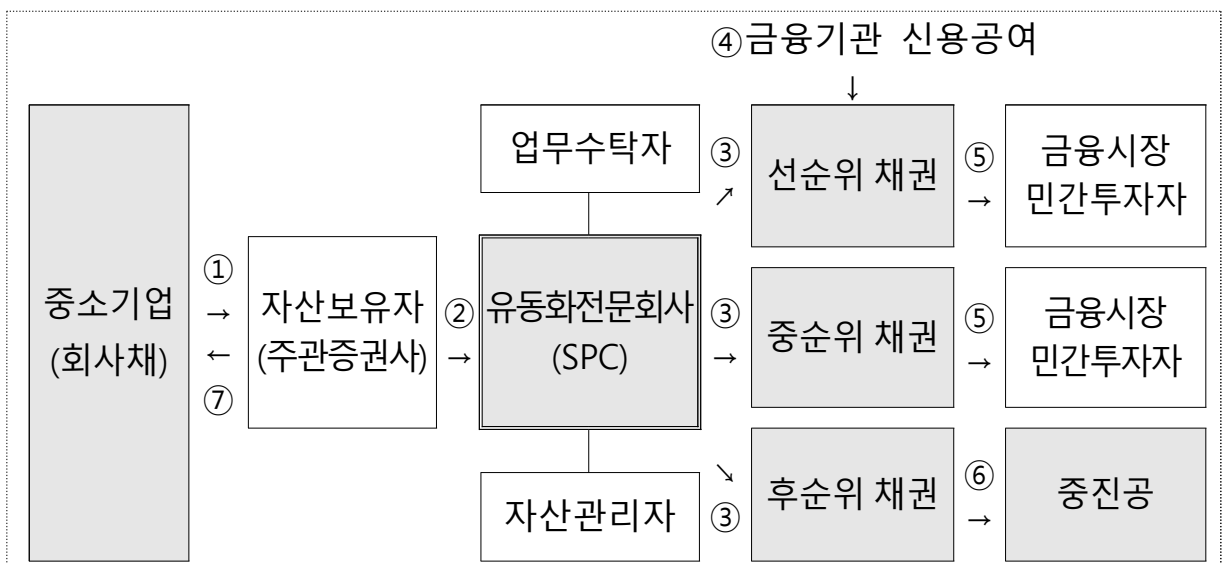 ④금융기관 신용공여
↓
업무수탁자
③
↗
선순위 채권
⑤
→
금융시장
민간투자자
중소기업
(회사채)
①
→
←
⑦
자산보유자
(주관증권사)
②
→
유동화전문회사
(SPC)
③
→
중순위 채권
⑤
→
금융시장
민간투자자
자산관리자
↘
③
후순위 채권
⑥
→
중진공